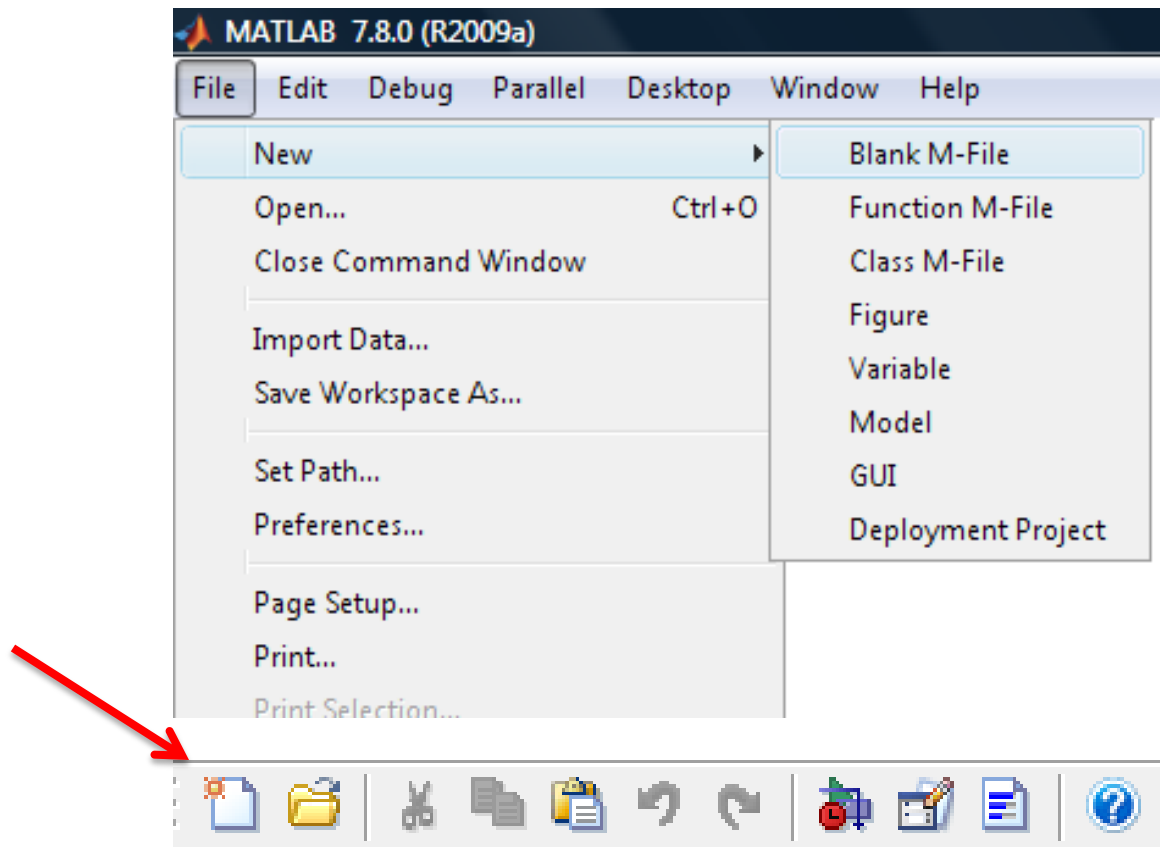 MATLAB 7.8.0 (R2009a)
File Edit Debug Parallel Desktop Window Help
New
Open... Ctrl+O
Close Command Window
Import Data...
Save Workspace As...
Set Path...
Preferences...
Page Setup...
Print...
Print Selection...
Blank M-File
Function M-File
Class M-File
Figure
Variable
Model
GUI
Deployment Project